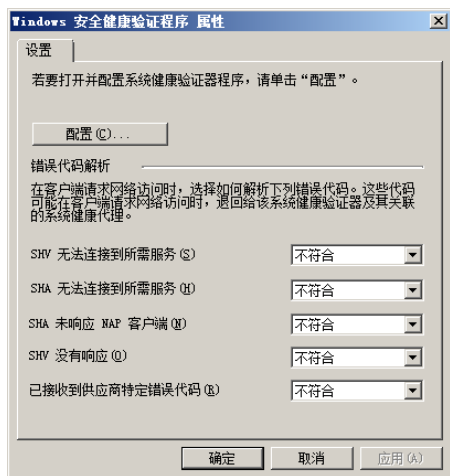 Windows 安全健康验证程序 属性
设置
若要打开并配置系统健康验证器程序，请单击“配置”。
配置(C)...
错误代码解析
在客户端请求网络访问时，选择如何解析下列错误代码。这些代码
可能在客户端请求网络访问时，退回给该系统健康验证器及其关联
的系统健康代理。
SHV 无法连接到所需服务(S) 不符合
SHA 无法连接到所需服务(H) 不符合
SHA 未响应 NAP 客户端(N) 不符合
SHV 没有响应(O) 不符合
已接收到供应商特定错误代码(R) 不符合
确定 取消 应用(A)